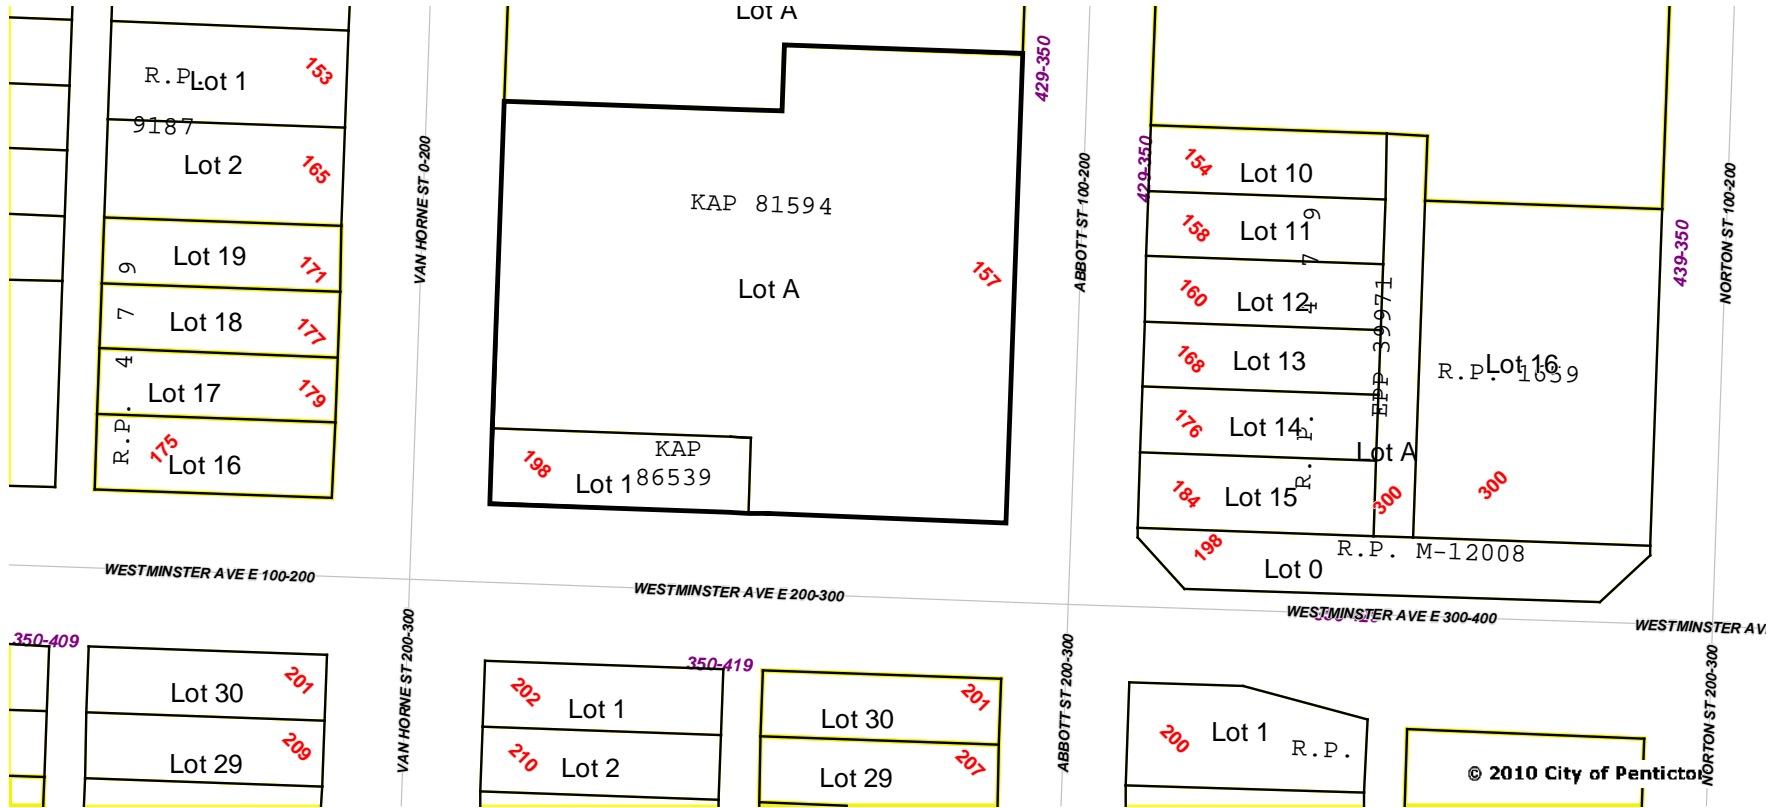 Lot A
R.P. Lot 1 153
9187
Lot 2 165
Lot 19 171
Lot 18 177
Lot 17 179
Lot 16 175
R.P. 4 7 9
VAN HORNE ST 0-200
KAP 81594
Lot A
157
KAP
86539
Lot 1 198
429-350
ABBOTT ST 100-200
429-350
154 Lot 10
158 Lot 11
160 Lot 12
168 Lot 13
176 Lot 14
184 Lot 15
R.P. 4 7 9
EPP 39971
Lot A
300
Lot 16
R.P. 1639
300
439-350
NORTON ST 100-200
198
R.P. M-12008
Lot 0
WESTMINSTER AVE E 100-200
WESTMINSTER AVE E 200-300
WESTMINSTER AVE E 300-400
WESTMINSTER AV
350-409
Lot 30 201
Lot 29 209
VAN HORNE ST 200-300
350-419
202 Lot 1
210 Lot 2
Lot 30 201
Lot 29 207
ABBOTT ST 200-300
200 Lot 1 R.P.
NORTON ST 200-300
© 2010 City of Penticton